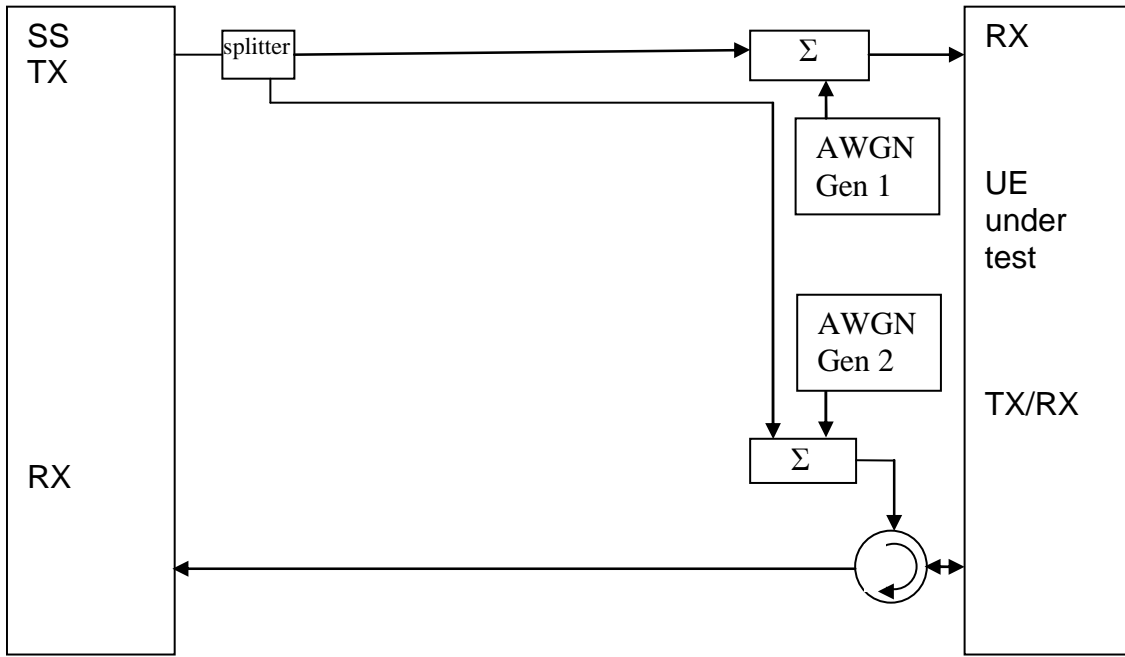 SS
TX
splitter
Σ
RX
AWGN
Gen 1
UE
under
test
AWGN
Gen 2
TX/RX
Σ
RX